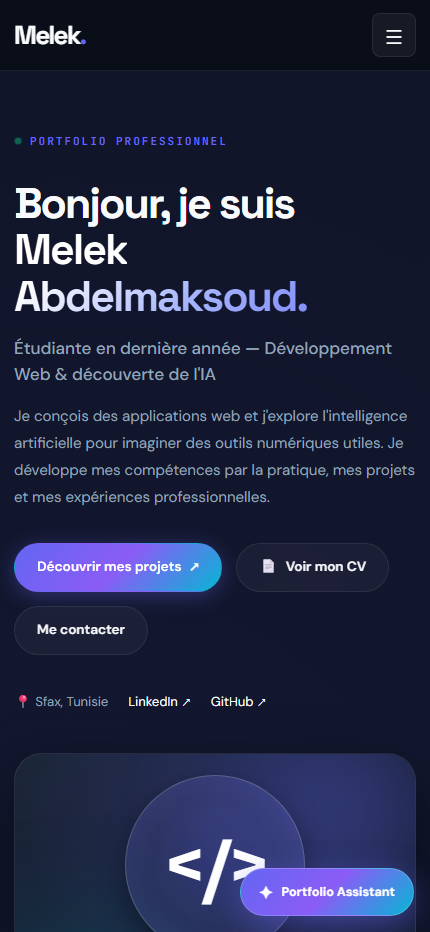 Melek.
PORTFOLIO PROFESSIONNEL
Bonjour, je suis
Melek
Abdelmaksoud.
Étudiante en dernière année — Développement
Web & découverte de l'IA
Je conçois des applications web et j'explore l'intelligence
artificielle pour imaginer des outils numériques utiles. Je
développe mes compétences par la pratique, mes projets
et mes expériences professionnelles.
Découvrir mes projets ↗
Voir mon CV
Me contacter
Sfax, Tunisie LinkedIn ↗ GitHub ↗
</>
Portfolio Assistant